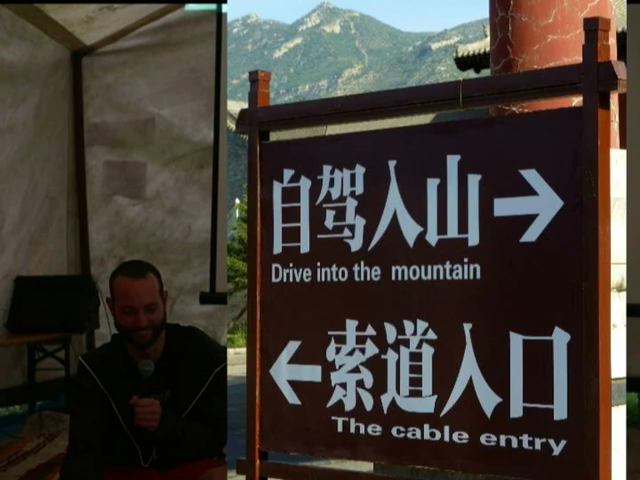 自驾入山→
Drive into the mountain
←索道入口
The cable entry